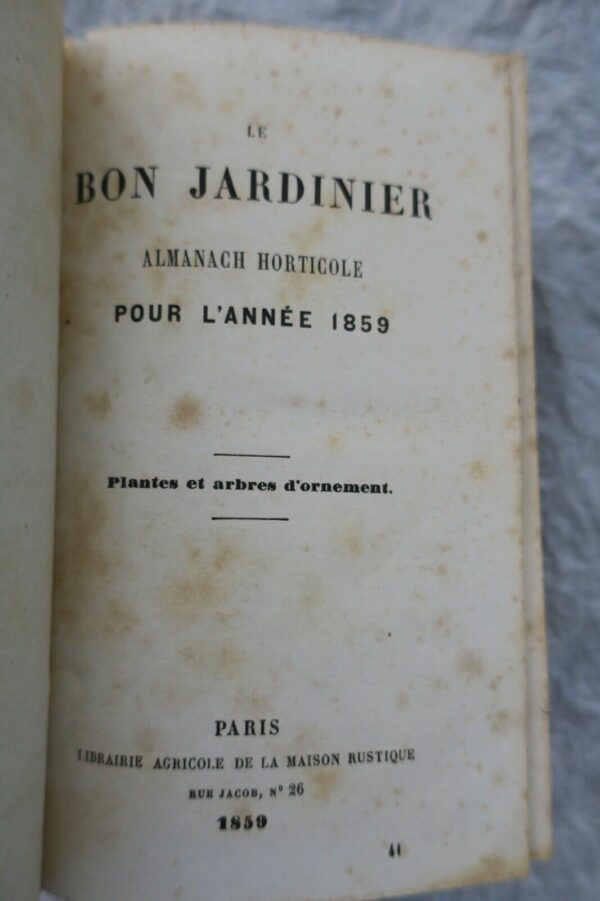 LE
BON JARDINIER
ALMANACH HORTICOLE
POUR L'ANNÉE 1859
Plantes et arbres d'ornement.
PARIS
LIBRAIRIE AGRICOLE DE LA MAISON RUSTIQUE
RUE JACOB, Nº 26
1859
41